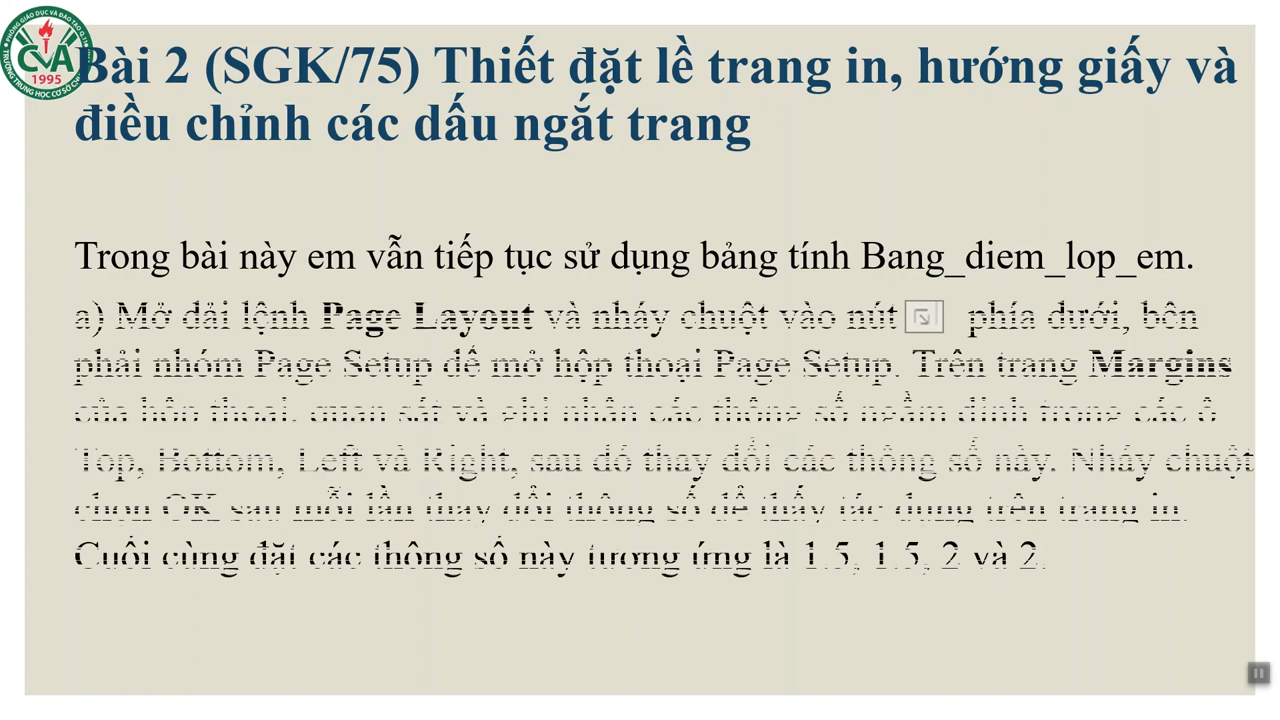 Bài 2 (SGK/75) Thiết đặt lề trang in, hướng giấy và
điều chỉnh các dấu ngắt trang
Trong bài này em vẫn tiếp tục sử dụng bảng tính Bang_diem_lop_em.
a) Mở dải lệnh Page Layout và nháy chuột vào nút phía dưới, bên
phải nhóm Page Setup để mở hộp thoại Page Setup. Trên trang Margins
của hộp thoại, quan sát và ghi nhận các thông số ngầm định trong các ô
Top, Bottom, Left và Right, sau đó thay đổi các thông số này. Nháy chuột
chọn OK sau mỗi lần thay đổi thông số để thấy tác dụng trên trang in.
Cuối cùng đặt các thông số này tương ứng là 1.5, 1.5, 2 và 2.
CVA
1995